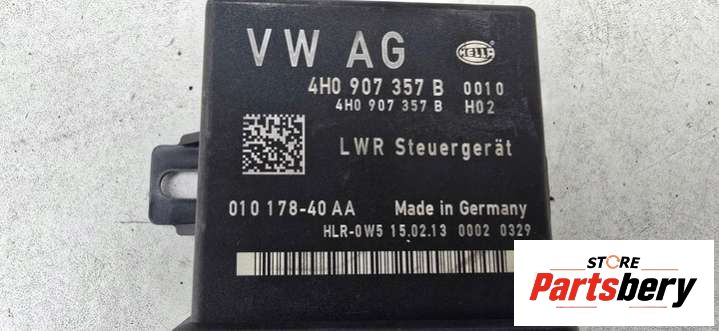 VW AG HELLA
4H0 907 357 B 0010
4H0 907 357 B H02
LWR Steuergerät
010 178-40 AA Made in Germany
HLR-0W5 15.02.13 0002 0329
STORE
Partsbery